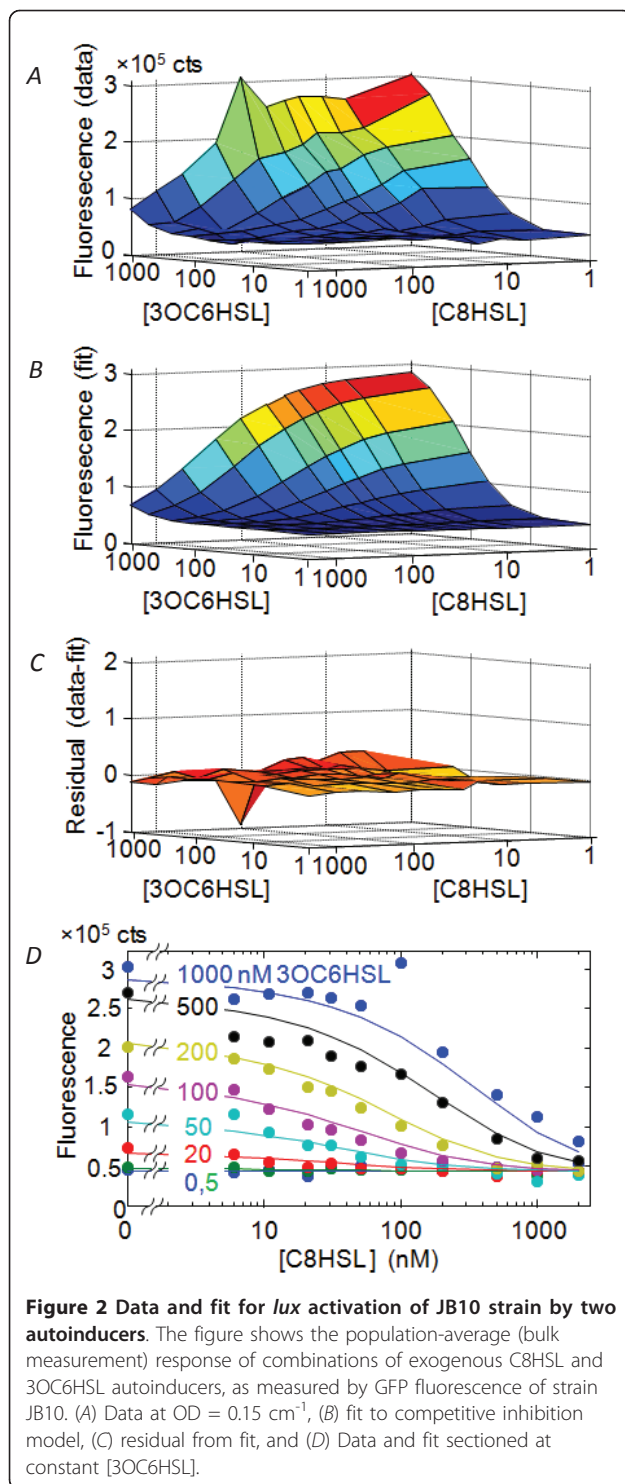 A
×10⁵ cts
Fluoresecence (data)
3
2
1
0
1000
100
10
1
1000
100
10
1
[3OC6HSL]
[C8HSL]
B
Fluoresecence (fit)
3
2
1
0
1000
100
10
1
1000
100
10
1
[3OC6HSL]
[C8HSL]
C
Residual (data-fit)
2
1
0
-1
1000
100
10
1
1000
100
10
1
[3OC6HSL]
[C8HSL]
D
×10⁵ cts
Fluorescence
3
2.5
2
1.5
1
0.5
0
1000 nM 3OC6HSL
500
200
100
50
20
0,5
0
10
100
1000
[C8HSL] (nM)
Figure 2 Data and fit for lux activation of JB10 strain by two
autoinducers. The figure shows the population-average (bulk
measurement) response of combinations of exogenous C8HSL and
3OC6HSL autoinducers, as measured by GFP fluorescence of strain
JB10. (A) Data at OD = 0.15 cm⁻¹, (B) fit to competitive inhibition
model, (C) residual from fit, and (D) Data and fit sectioned at
constant [3OC6HSL].